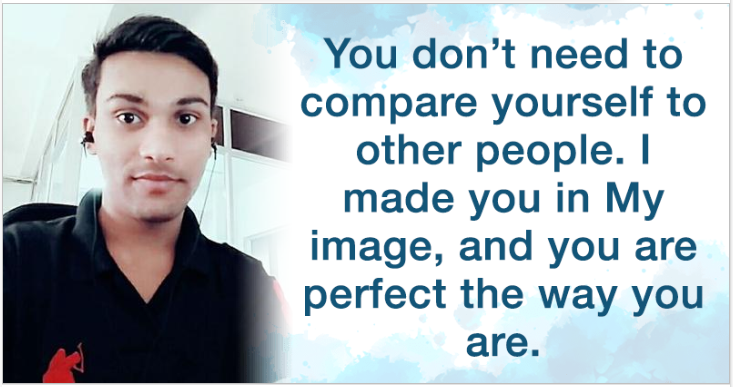 You don’t need to
compare yourself to
other people. I
made you in My
image, and you are
perfect the way you
are.